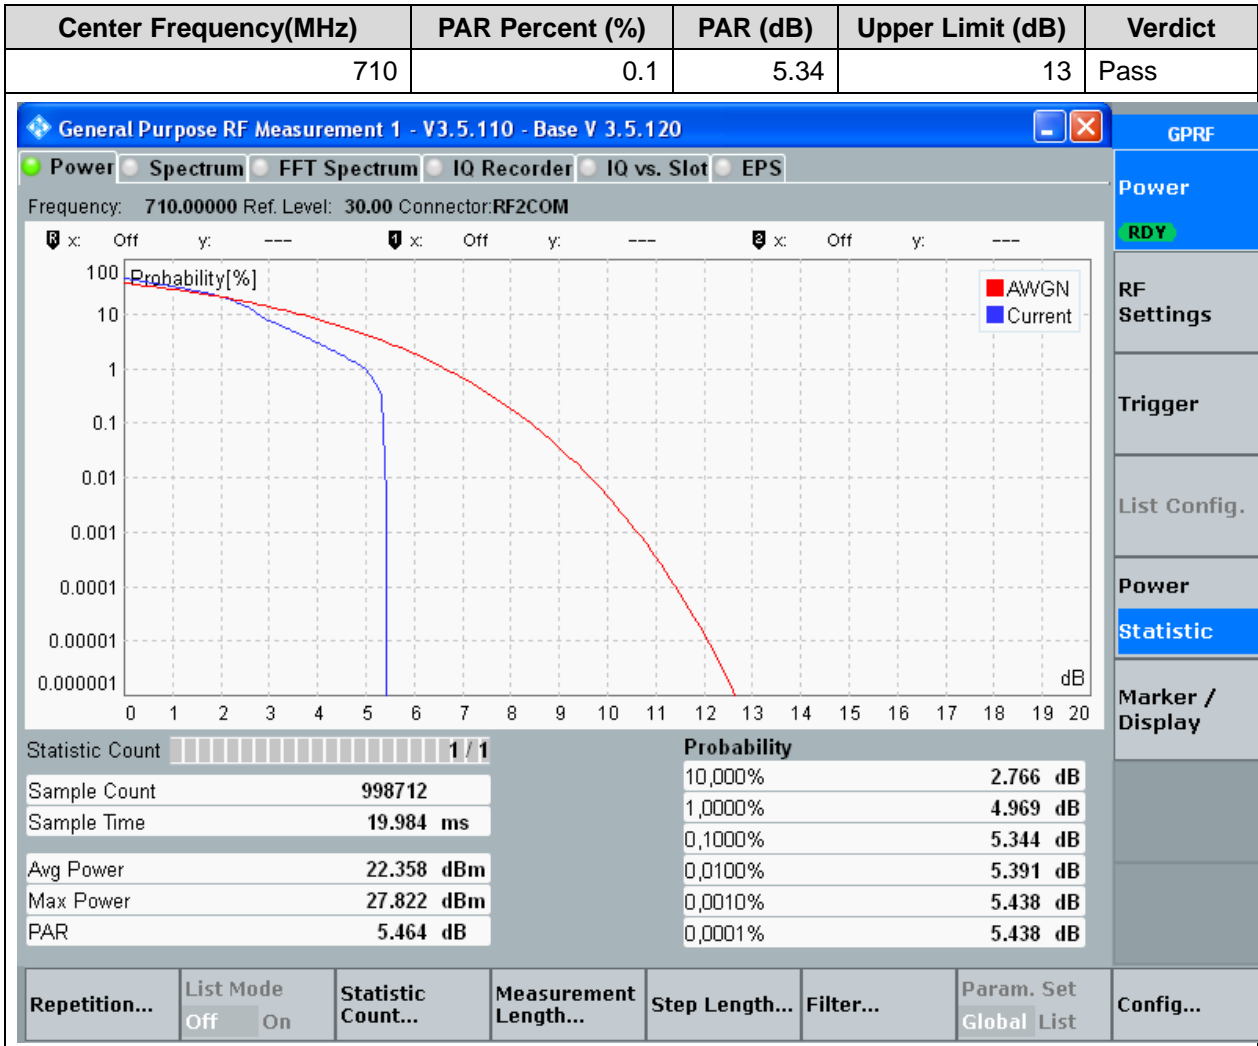 Center Frequency(MHz) PAR Percent (%) PAR (dB) Upper Limit (dB) Verdict
710 0.1 5.34 13 Pass
General Purpose RF Measurement 1 - V3.5.110 - Base V 3.5.120
GPRF
Power Spectrum FFT Spectrum IQ Recorder IQ vs. Slot EPS
Power
RDY
Frequency: 710.00000 Ref. Level: 30.00 Connector:RF2COM
R x: Off y: --- 1 x: Off y: --- 2 x: Off y: ---
Probability[%]
AWGN
Current
100
10
1
0.1
0.01
0.001
0.0001
0.00001
0.000001
dB
0 1 2 3 4 5 6 7 8 9 10 11 12 13 14 15 16 17 18 19 20
RF
Settings
Trigger
List Config.
Power
Statistic
Marker /
Display
Statistic Count 1 / 1
Sample Count 998712
Sample Time 19.984 ms
Avg Power 22.358 dBm
Max Power 27.822 dBm
PAR 5.464 dB
Probability
10,000% 2.766 dB
1,0000% 4.969 dB
0,1000% 5.344 dB
0,0100% 5.391 dB
0,0010% 5.438 dB
0,0001% 5.438 dB
Repetition...
List Mode
Off On
Statistic
Count...
Measurement
Length...
Step Length...
Filter...
Param. Set
Global List
Config...